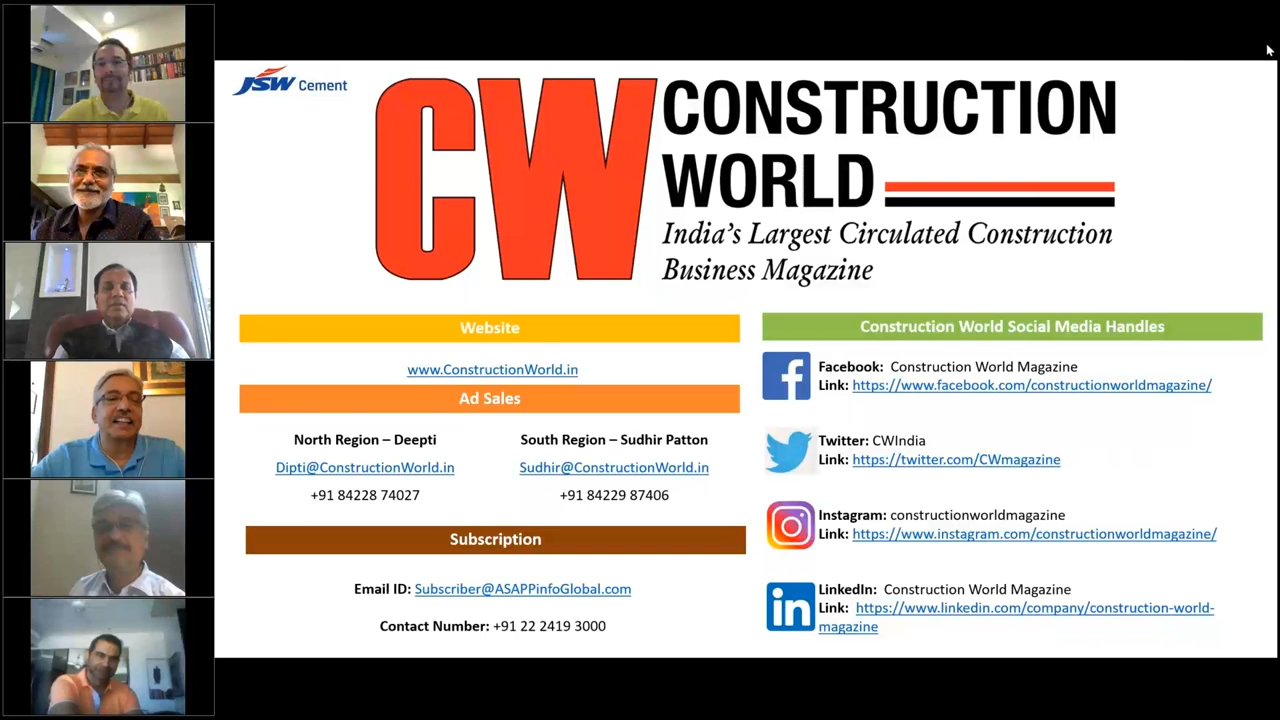 JSW Cement
CW CONSTRUCTION
WORLD
India's Largest Circulated Construction
Business Magazine
Website
www.ConstructionWorld.in
Ad Sales
North Region – Deepti
Dipti@ConstructionWorld.in
+91 84228 74027
South Region – Sudhir Patton
Sudhir@ConstructionWorld.in
+91 84229 87406
Subscription
Email ID: Subscriber@ASAPPinfoGlobal.com
Contact Number: +91 22 2419 3000
Construction World Social Media Handles
Facebook: Construction World Magazine
Link: https://www.facebook.com/constructionworldmagazine/
Twitter: CWIndia
Link: https://twitter.com/CWmagazine
Instagram: constructionworldmagazine
Link: https://www.instagram.com/constructionworldmagazine/
LinkedIn: Construction World Magazine
Link: https://www.linkedin.com/company/construction-world-
magazine